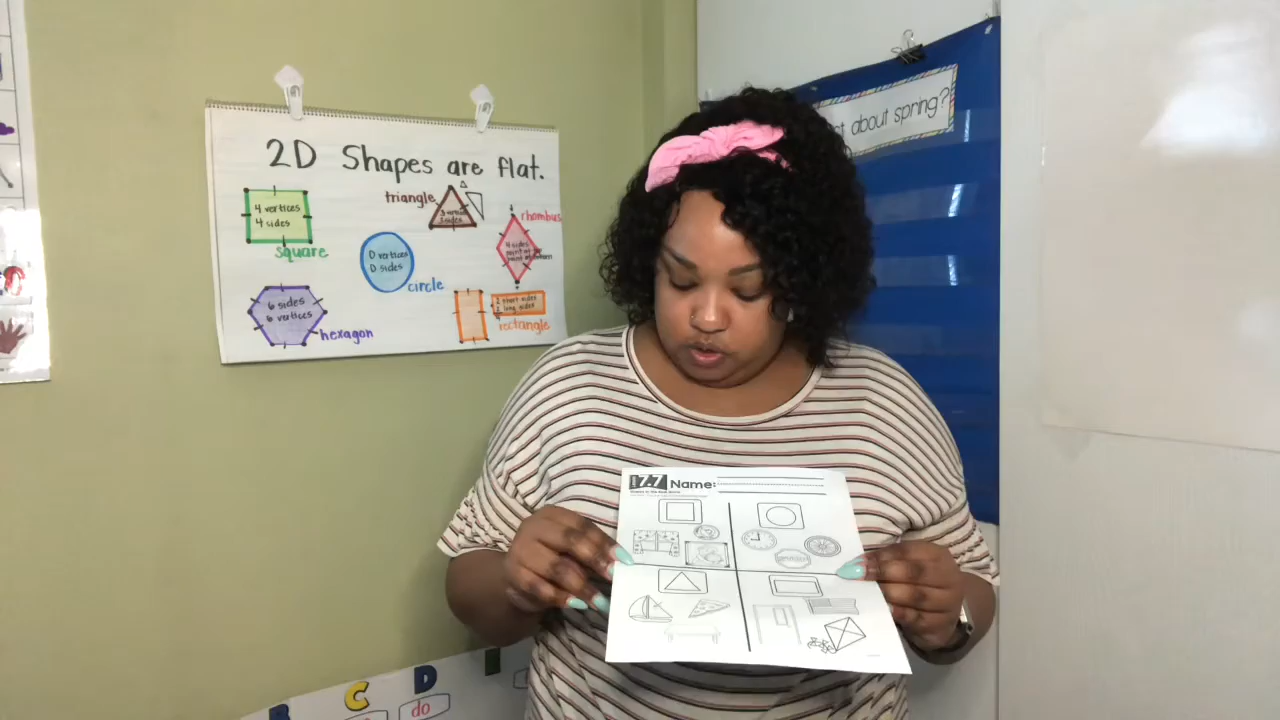 2D Shapes are flat.
4 vertices
4 sides
square
triangle
3 vertices
3 sides
rhombus
4 sides
0 vertices
0 sides
circle
6 sides
6 vertices
hexagon
2 short sides
2 long sides
rectangle
about spring?
7.7 Name:
C
D
do